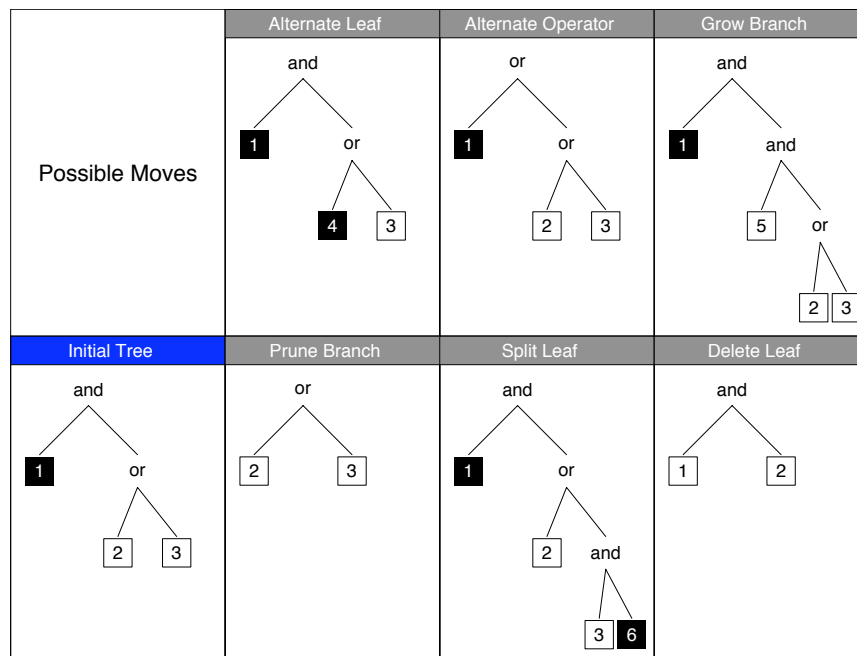 Alternate Leaf
Alternate Operator
Grow Branch
Possible Moves
and
1
or
4
3
or
1
or
2
3
and
1
and
5
or
2
3
Initial Tree
Prune Branch
Split Leaf
Delete Leaf
and
1
or
2
3
or
2
3
and
1
or
2
and
3
6
and
1
2